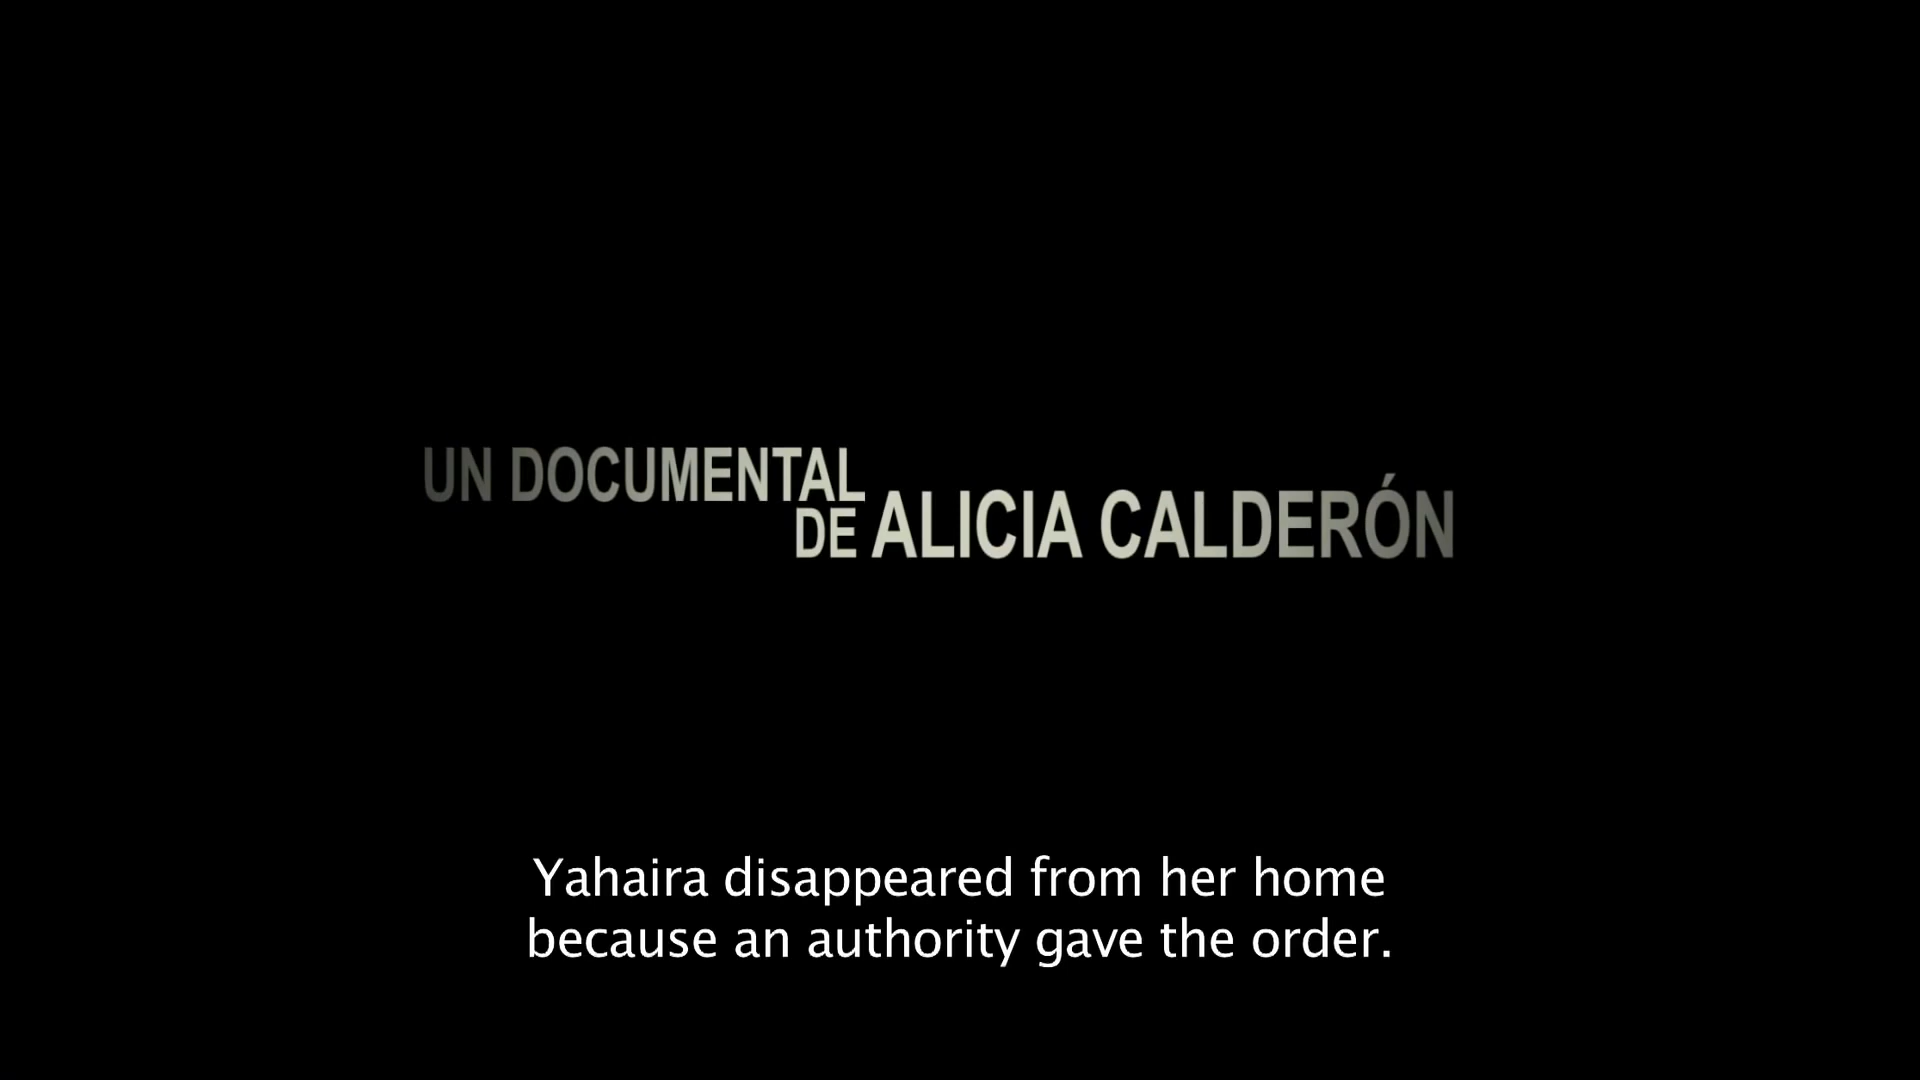 UN DOCUMENTAL
DE ALICIA CALDERÓN
Yahaira disappeared from her home
because an authority gave the order.